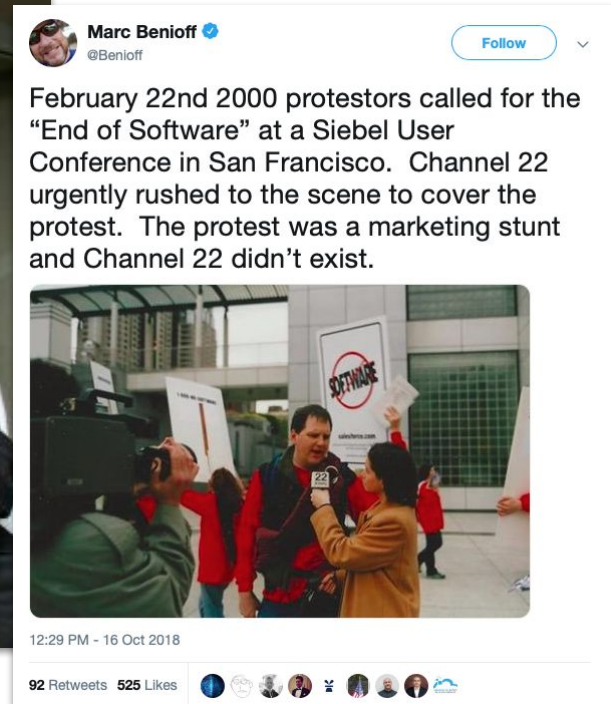 Marc Benioff
@Benioff
Follow
February 22nd 2000 protestors called for the
“End of Software” at a Siebel User
Conference in San Francisco.  Channel 22
urgently rushed to the scene to cover the
protest.  The protest was a marketing stunt
and Channel 22 didn’t exist.
SOFTWARE
salesforce.com
22
12:29 PM - 16 Oct 2018
92 Retweets 525 Likes